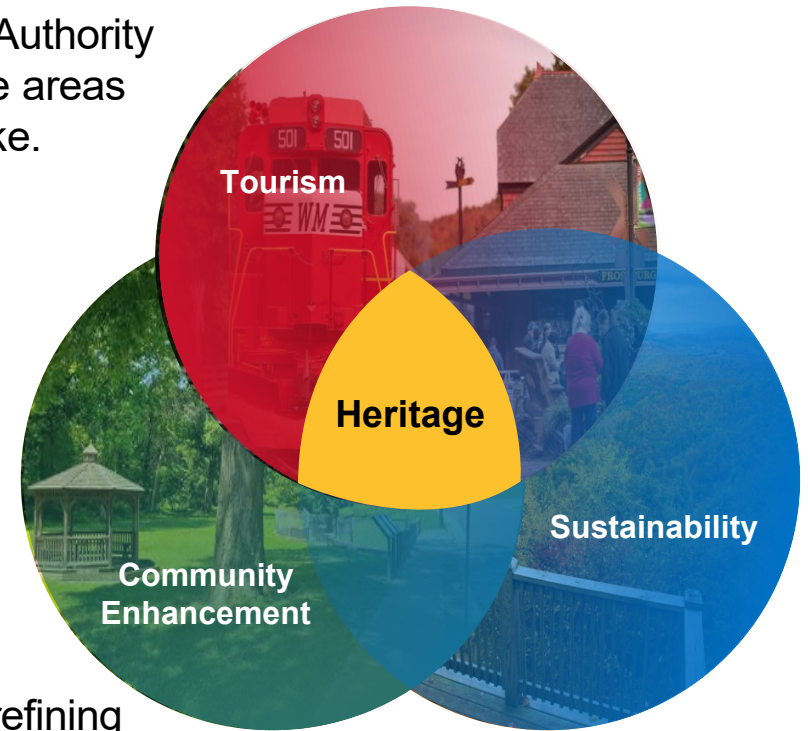 Authority
e areas
ke.
501 501
Tourism
WM
Heritage
Sustainability
Community
Enhancement
refining